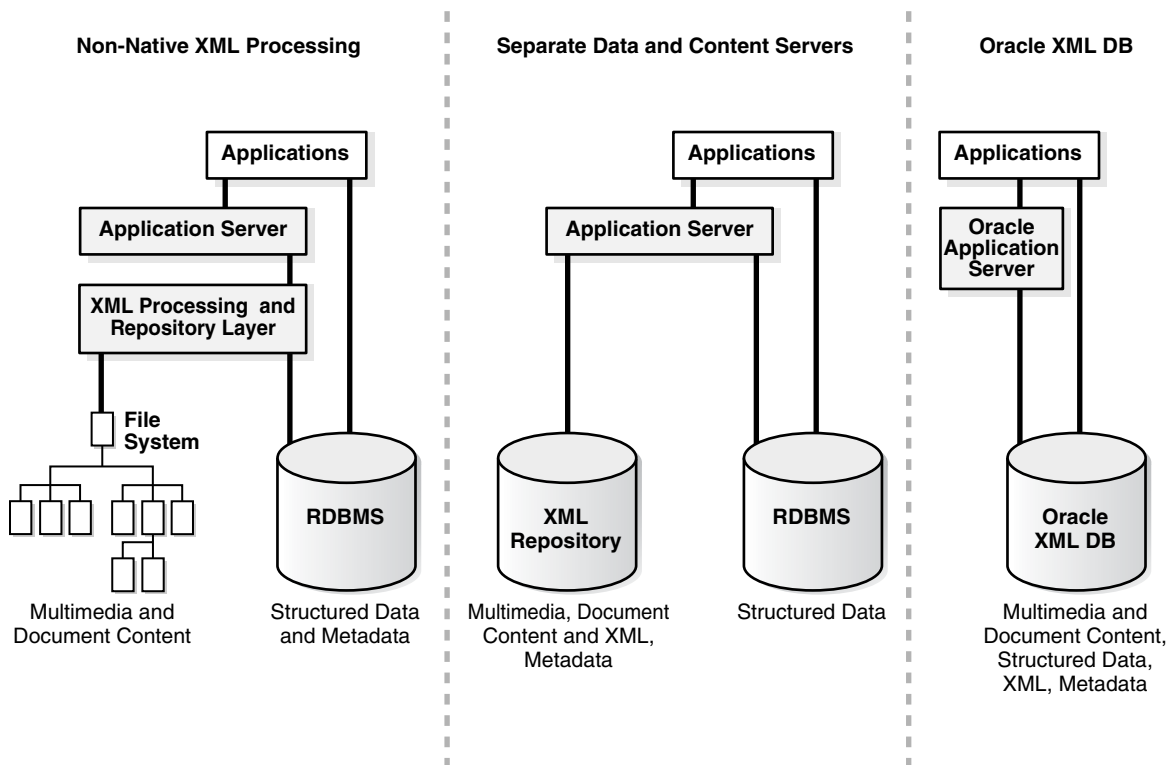 Non-Native XML Processing
Applications
Application Server
XML Processing and
Repository Layer
File
System
RDBMS
Multimedia and
Document Content
Structured Data
and Metadata
Separate Data and Content Servers
Applications
Application Server
XML
Repository
RDBMS
Multimedia, Document
Content and XML,
Metadata
Structured Data
Oracle XML DB
Applications
Oracle
Application
Server
Oracle
XML DB
Multimedia and
Document Content,
Structured Data,
XML, Metadata